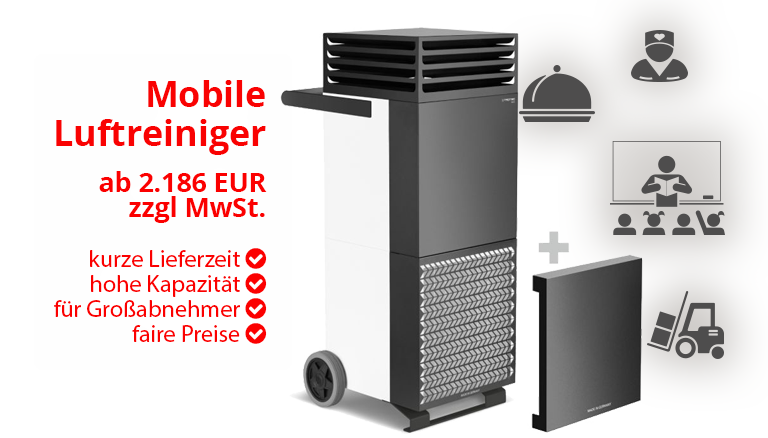 Mobile
Luftreiniger
ab 2.186 EUR
zzgl MwSt.
kurze Lieferzeit
hohe Kapazität
für Großabnehmer
faire Preise